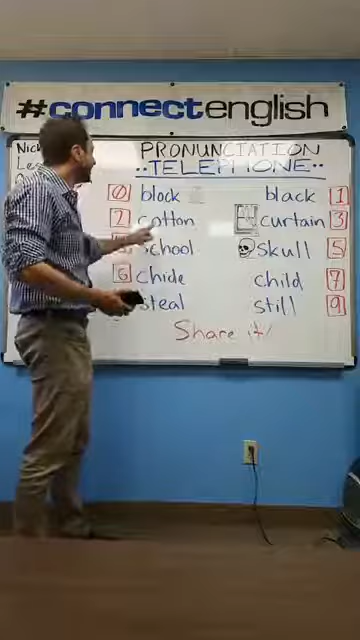 #connectenglish
Nick
PRONUNCIATION
TELEPHONE
0 block black 1
2 cotton curtain 3
school skull 5
6 chide child 7
steal still 9
Share it!